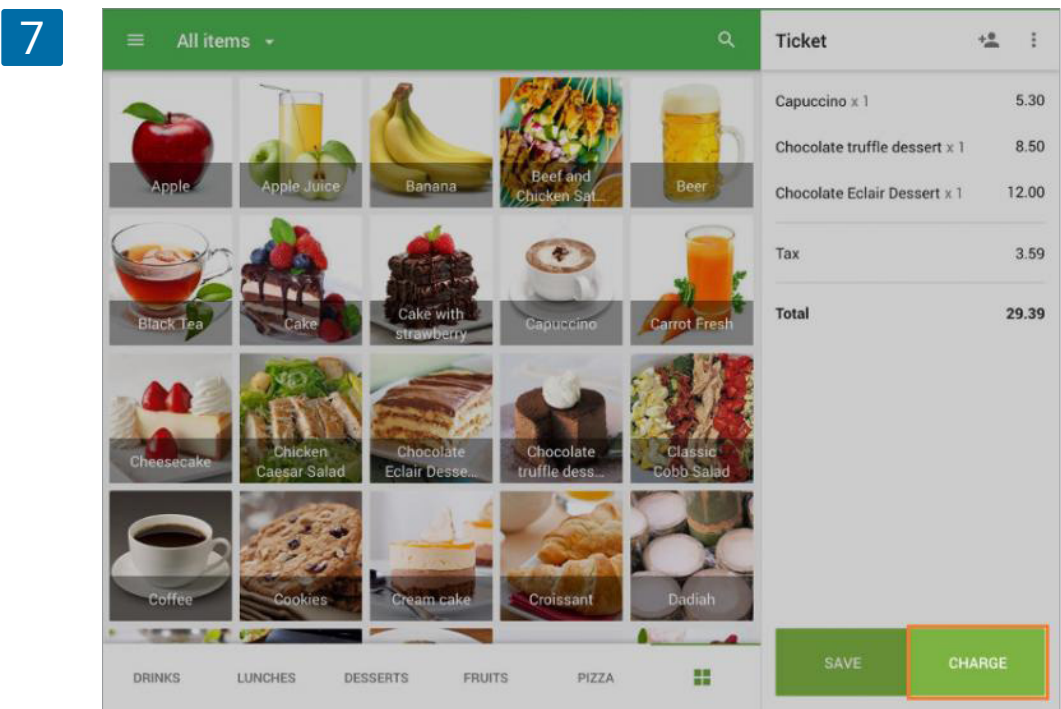 7
All items
Ticket
Capuccino x 1 5.30
Chocolate truffle dessert x 1 8.50
Chocolate Eclair Dessert x 1 12.00
Tax 3.59
Total 29.39
Apple
Apple Juice
Banana
Beef and
Chicken Sat...
Beer
Black Tea
Cake
Cake with
strawberry
Capuccino
Carrot Fresh
Cheesecake
Chicken
Caesar Salad
Chocolate
Eclair Desse...
Chocolate
truffle dess...
Classic
Cobb Salad
Coffee
Cookies
Cream cake
Croissant
Dadiah
DRINKS LUNCHES DESSERTS FRUITS PIZZA
SAVE CHARGE